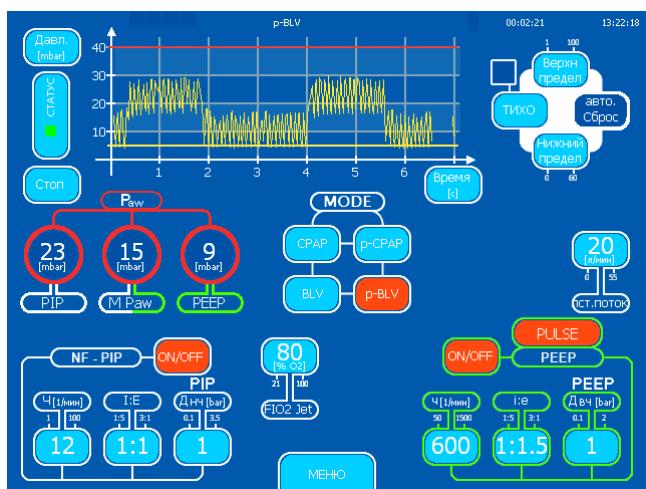 p-BLV 00:02:21 13:22:18
Давл.
[mbar]
СТАТУС
Стоп
40
30
20
10
1 2 3 4 5 6 7
Время
[c]
1 100
Верхн
предел
ТИХО
авто.
Сброс
Нижний
предел
0 60
Paw
23
[mbar]
PIP
15
[mbar]
M Paw
9
[mbar]
PEEP
MODE
CPAP
p-CPAP
BLV
p-BLV
20
[л/мин]
0 55
ПСТ.ПОТОК
NF - PIP
ON/OFF
PIP
Ч[1/мин]
1 100
12
I:E
1:5 3:1
1:1
Д НЧ [bar]
0.1 3.5
1
80
[% O2]
21 100
FIO2 Jet
МЕНЮ
PULSE
ON/OFF
PEEP
PEEP
Ч[1/мин]
50 1500
600
i:e
1:5 3:1
1:1.5
Д ВЧ [bar]
0.1 2
1